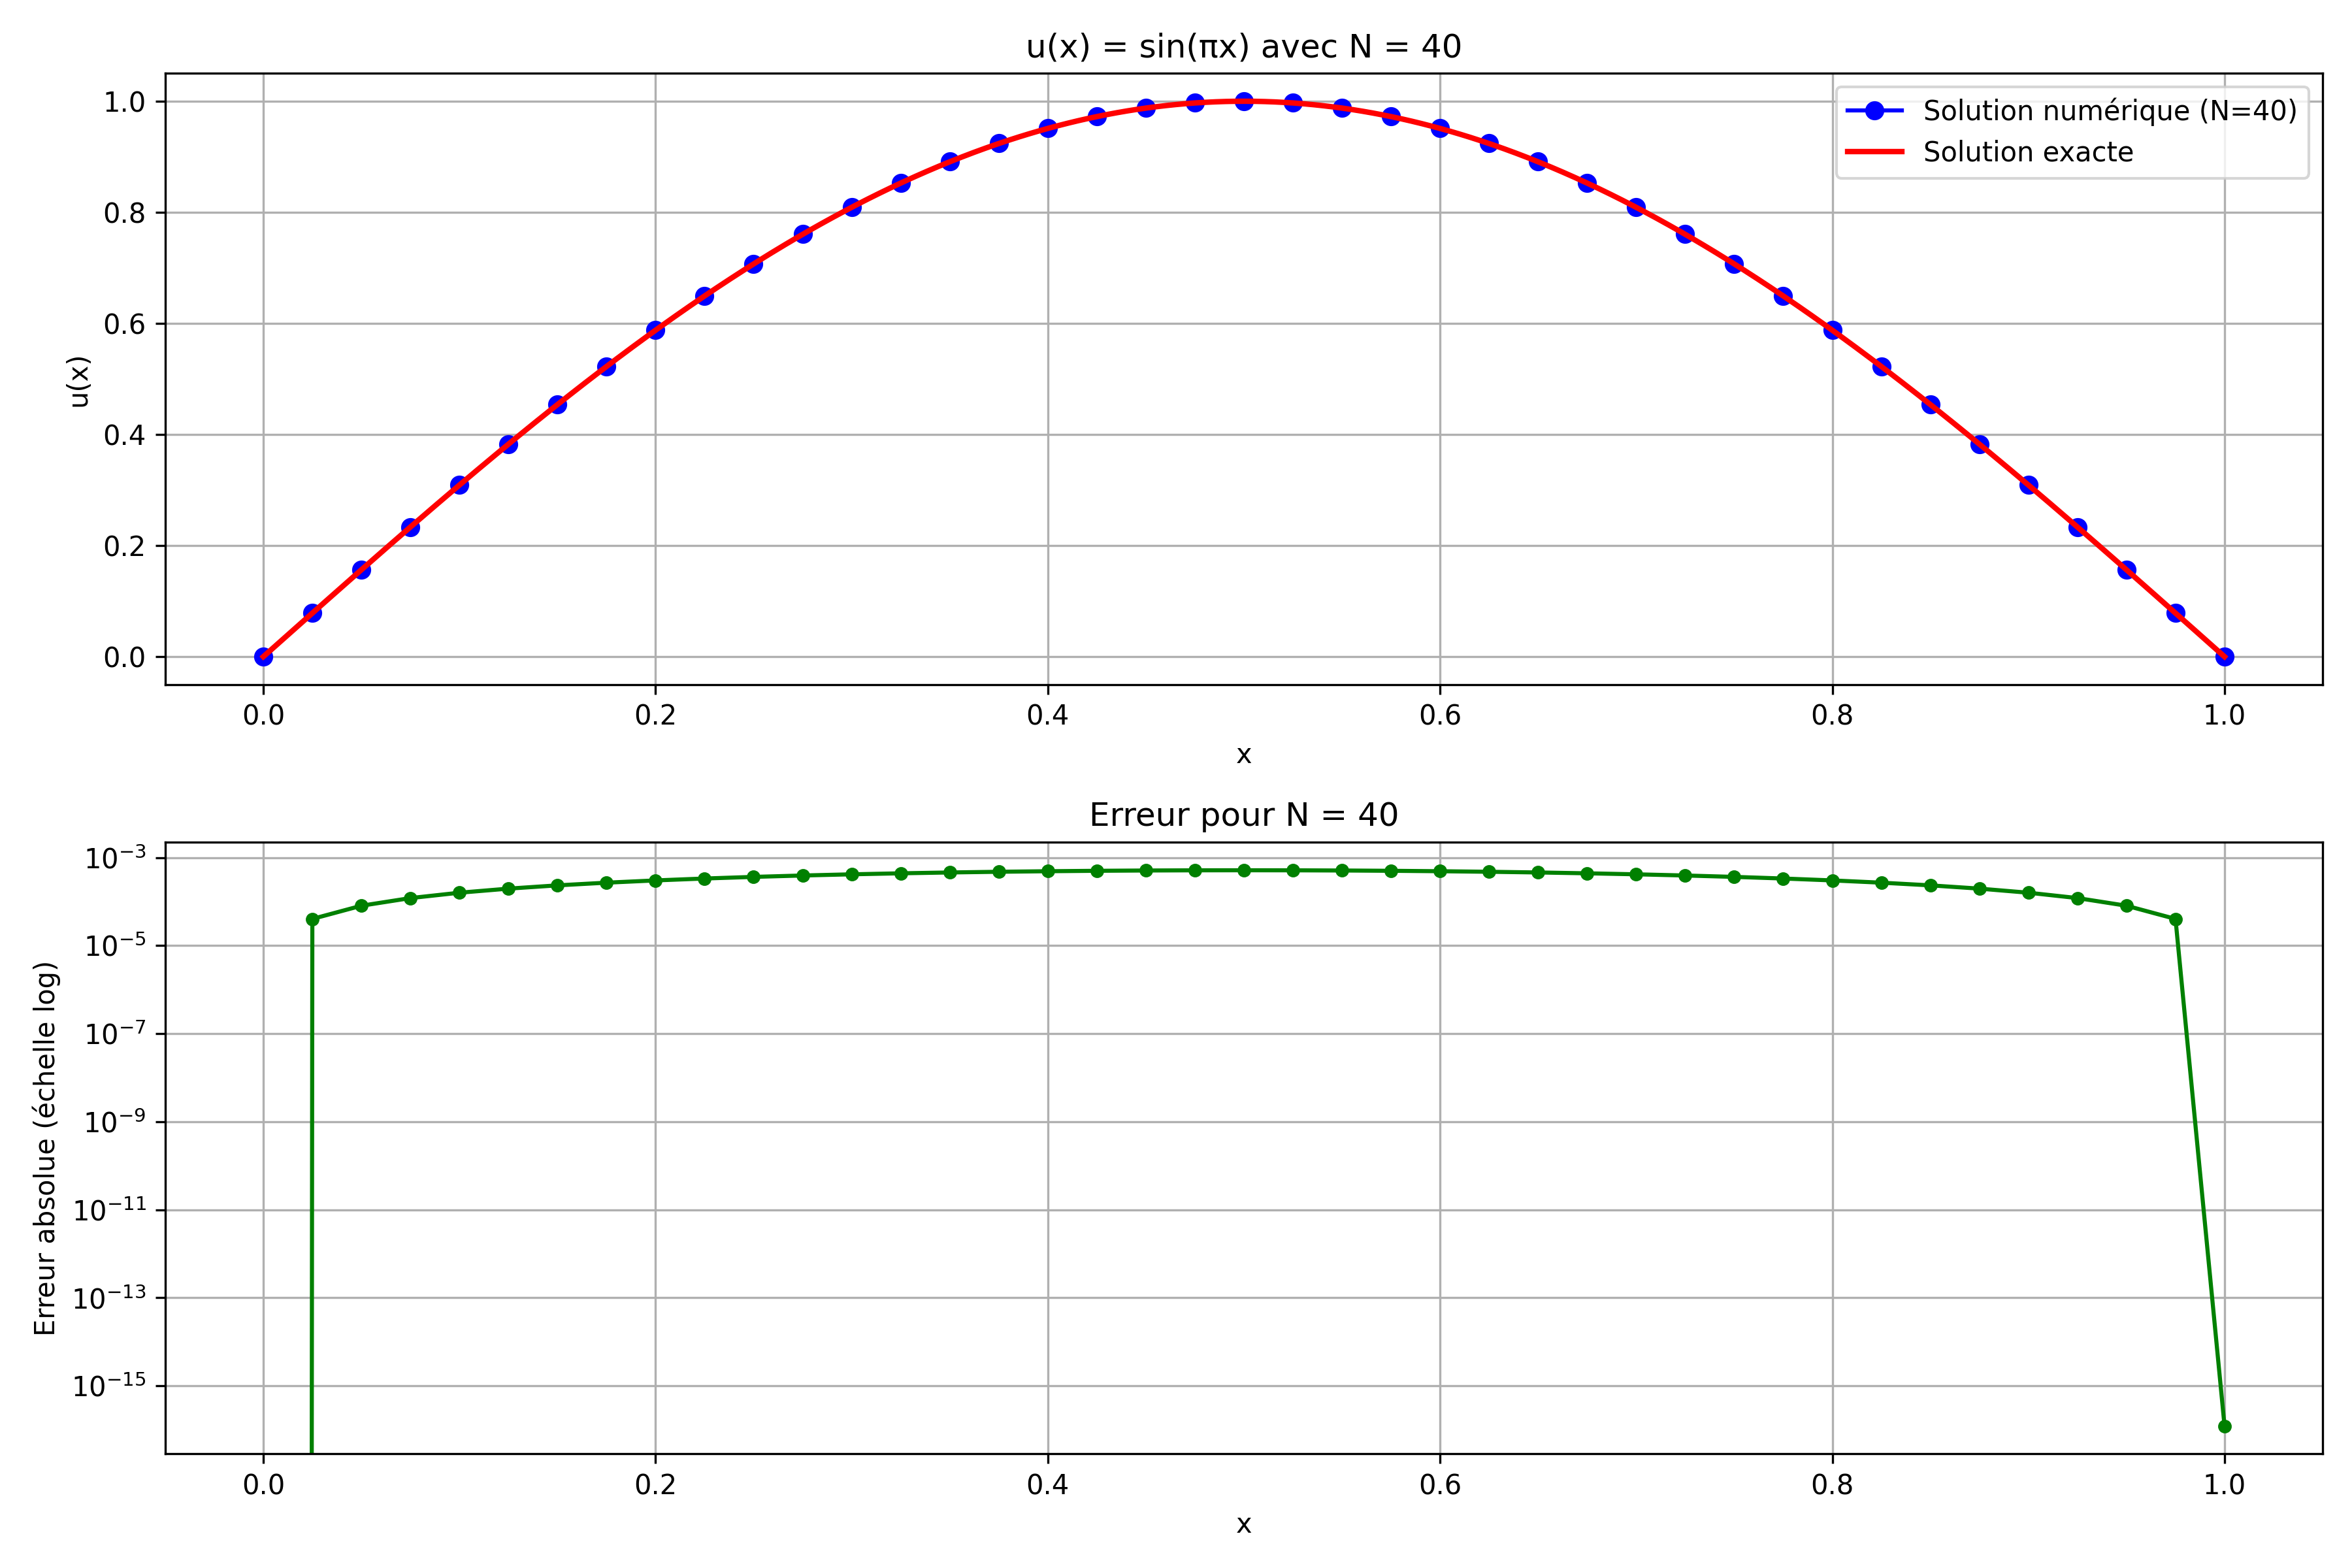 u(x) = sin(πx) avec N = 40
Solution numérique (N=40)
Solution exacte
u(x)
1.0
0.8
0.6
0.4
0.2
0.0
0.0 0.2 0.4 0.6 0.8 1.0
x
Erreur pour N = 40
Erreur absolue (échelle log)
10⁻³
10⁻⁵
10⁻⁷
10⁻⁹
10⁻¹¹
10⁻¹³
10⁻¹⁵
0.0 0.2 0.4 0.6 0.8 1.0
x